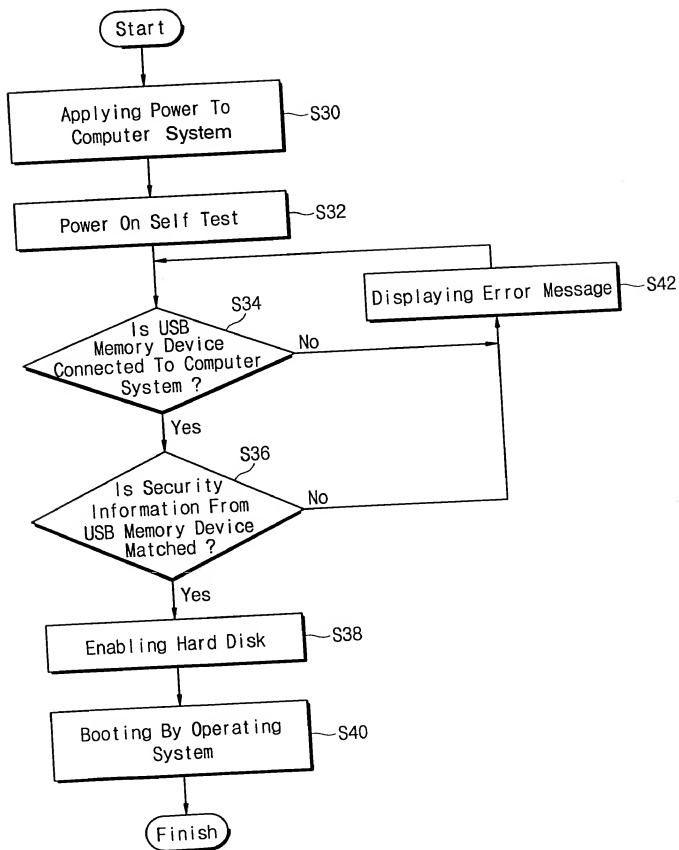 Start
Applying Power To
Computer System
S30
Power On Self Test
S32
Displaying Error Message
S42
S34
Is USB
Memory Device
Connected To Computer
System ?
No
Yes
S36
Is Security
Information From
USB Memory Device
Matched ?
No
Yes
Enabling Hard Disk
S38
Booting By Operating
System
S40
Finish